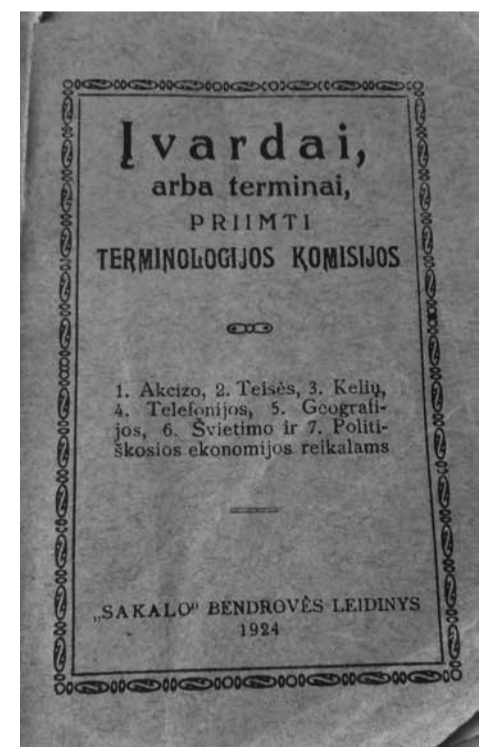 Įvardai,
arba terminai,
PRIIMTI
TERMINOLOGIJOS KOMISIJOS
1. Akcizo, 2. Teisės, 3. Kelių,
4. Telefonijos, 5. Geografi-
jos, 6. Švietimo ir 7. Politi-
škosios ekonomijos reikalams
„SAKALO“ BENDROVĖS LEIDINYS
1924